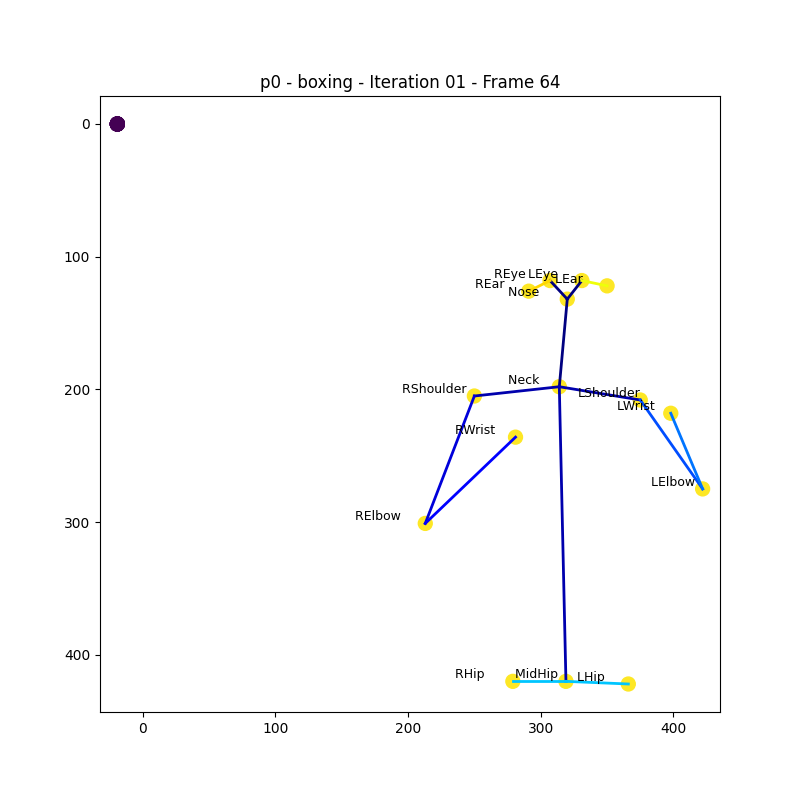 p0 - boxing - Iteration 01 - Frame 64
0
100
200
300
400
REye
LEye
LEar
REar
Nose
Neck
RShoulder
LShoulder
LWrist
RWrist
LElbow
RElbow
RHip
MidHip
LHip
0
100
200
300
400